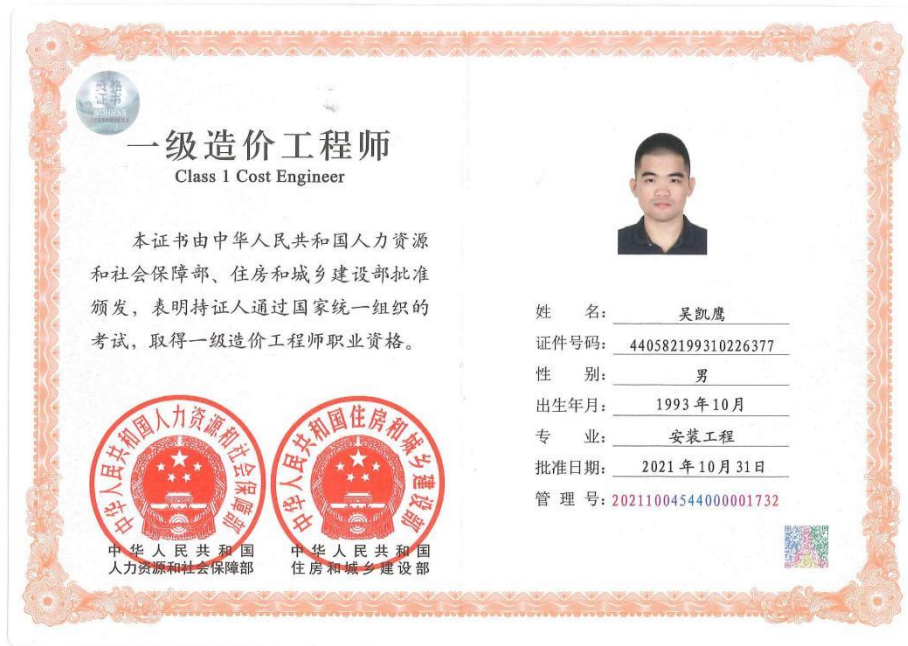 资格
证书
一级造价工程师
Class 1 Cost Engineer
本证书由中华人民共和国人力资源
和社会保障部、住房和城乡建设部批准
颁发，表明持证人通过国家统一组织的
考试，取得一级造价工程师职业资格。
中华人民共和国人力资源和社会保障部
中华人民共和国住房和城乡建设部
中华人民共和国
人力资源和社会保障部
中华人民共和国
住房和城乡建设部
姓 名：吴凯鹰
证件号码：440582199310226377
性 别：男
出生年月：1993年10月
专 业：安装工程
批准日期：2021年10月31日
管 理 号：20211004544000001732